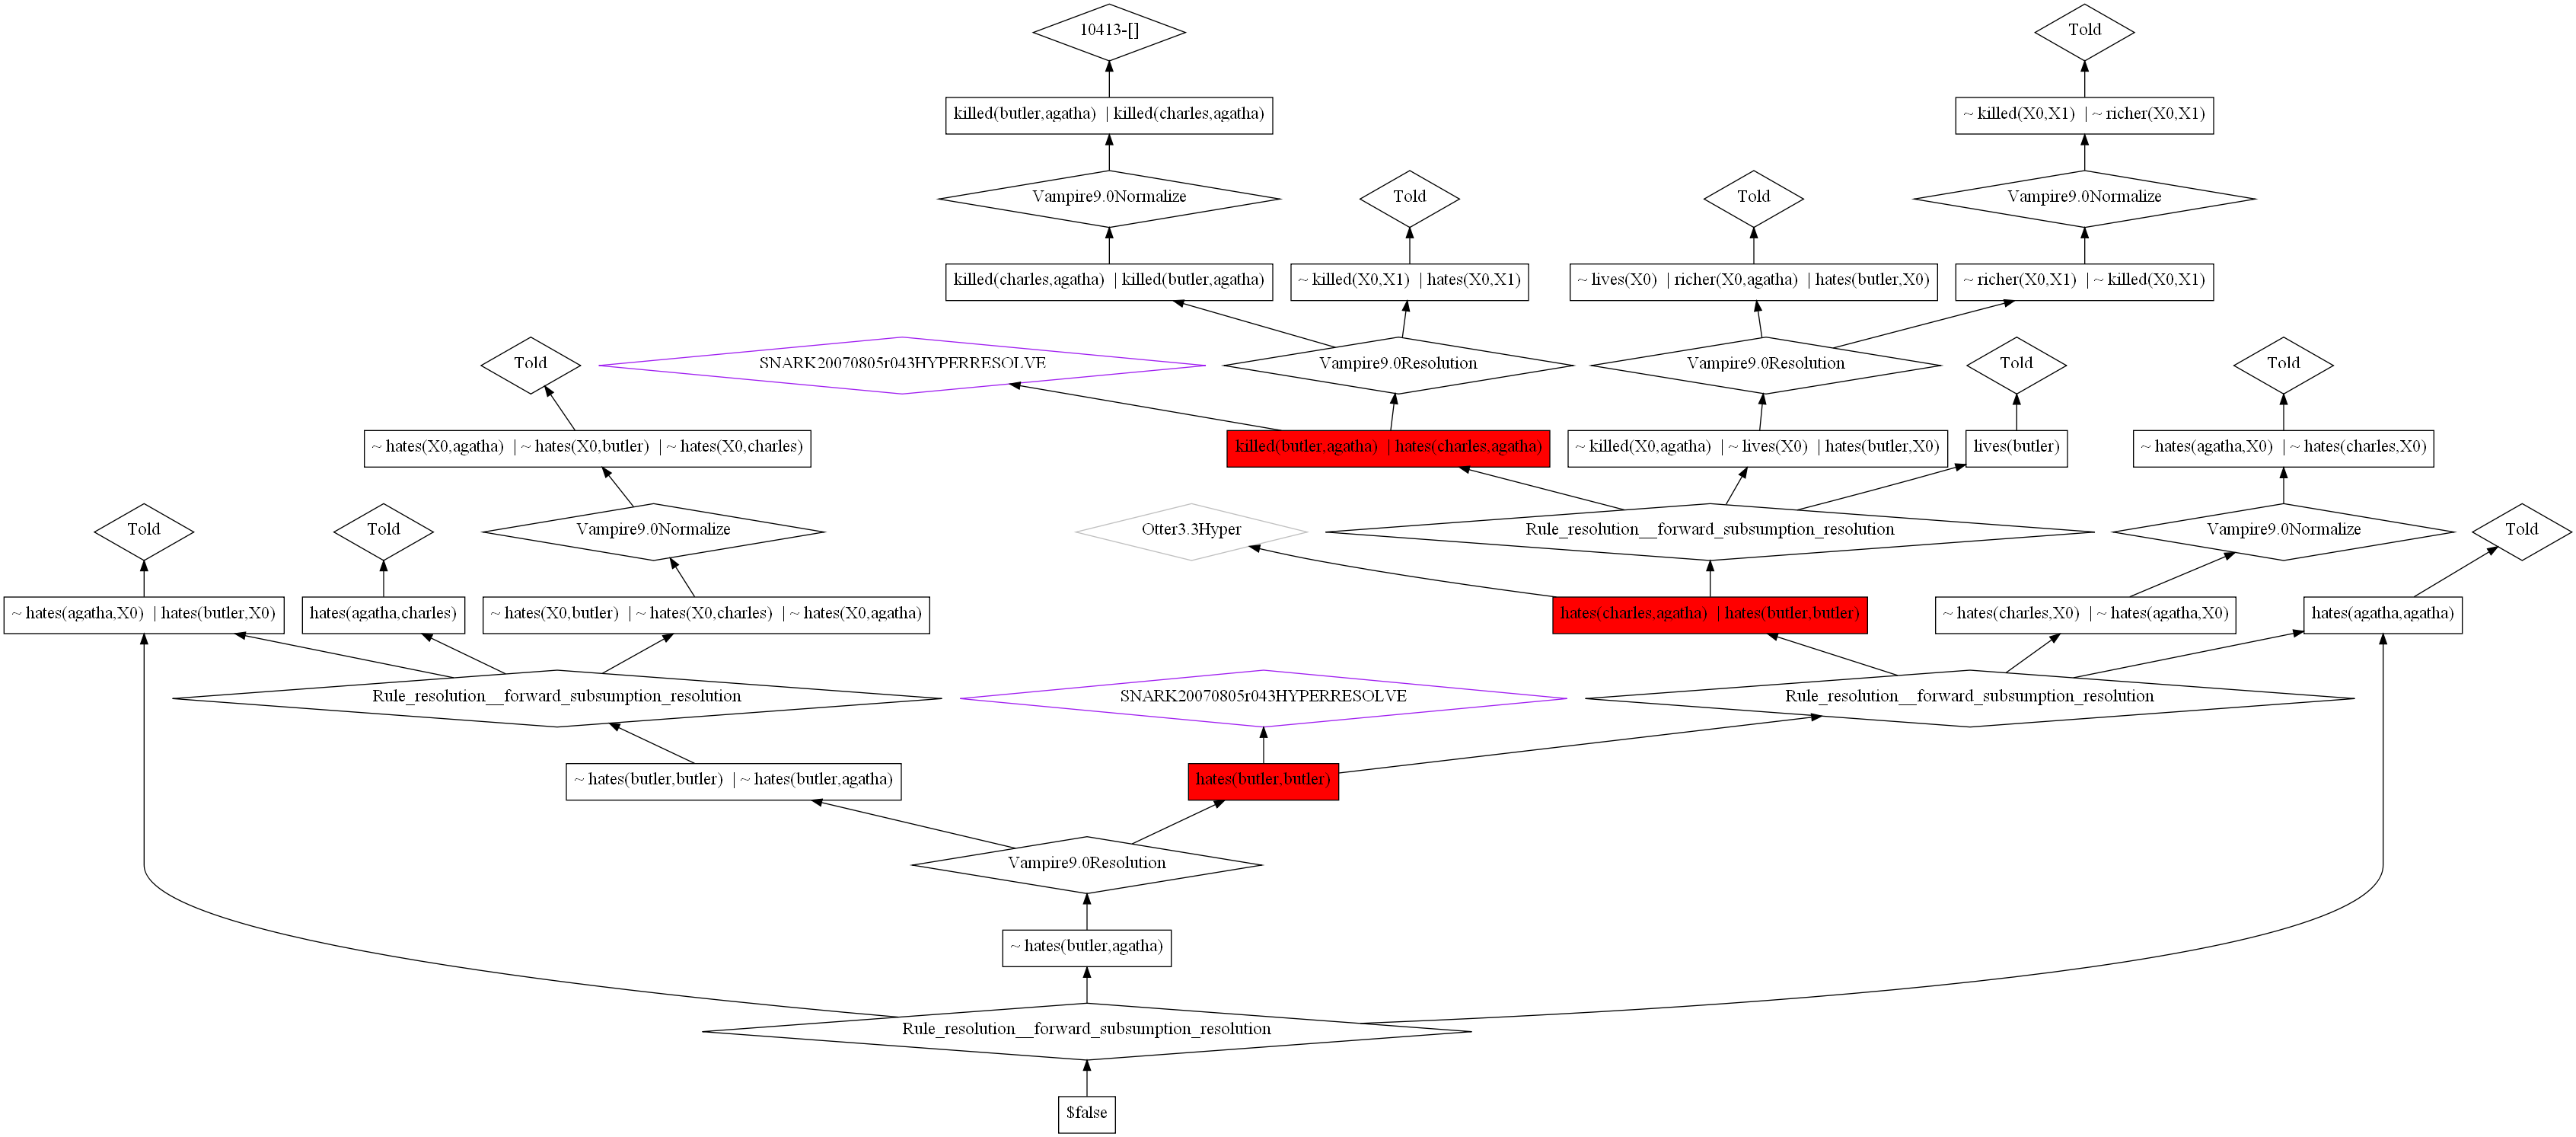 10413-[]
Told
killed(butler,agatha) | killed(charles,agatha)
~ killed(X0,X1) | ~ richer(X0,X1)
Vampire9.0Normalize
Told
Told
Vampire9.0Normalize
killed(charles,agatha) | killed(butler,agatha)
~ killed(X0,X1) | hates(X0,X1)
~ lives(X0) | richer(X0,agatha) | hates(butler,X0)
~ richer(X0,X1) | ~ killed(X0,X1)
Told
SNARK20070805r043HYPERRESOLVE
Vampire9.0Resolution
Vampire9.0Resolution
Told
Told
~ hates(X0,agatha) | ~ hates(X0,butler) | ~ hates(X0,charles)
killed(butler,agatha) | hates(charles,agatha)
~ killed(X0,agatha) | ~ lives(X0) | hates(butler,X0)
lives(butler)
~ hates(agatha,X0) | ~ hates(charles,X0)
Told
Told
Vampire9.0Normalize
Otter3.3Hyper
Rule_resolution__forward_subsumption_resolution
Vampire9.0Normalize
Told
~ hates(agatha,X0) | hates(butler,X0)
hates(agatha,charles)
~ hates(X0,butler) | ~ hates(X0,charles) | ~ hates(X0,agatha)
hates(charles,agatha) | hates(butler,butler)
~ hates(charles,X0) | ~ hates(agatha,X0)
hates(agatha,agatha)
Rule_resolution__forward_subsumption_resolution
SNARK20070805r043HYPERRESOLVE
Rule_resolution__forward_subsumption_resolution
~ hates(butler,butler) | ~ hates(butler,agatha)
hates(butler,butler)
Vampire9.0Resolution
~ hates(butler,agatha)
Rule_resolution__forward_subsumption_resolution
$false